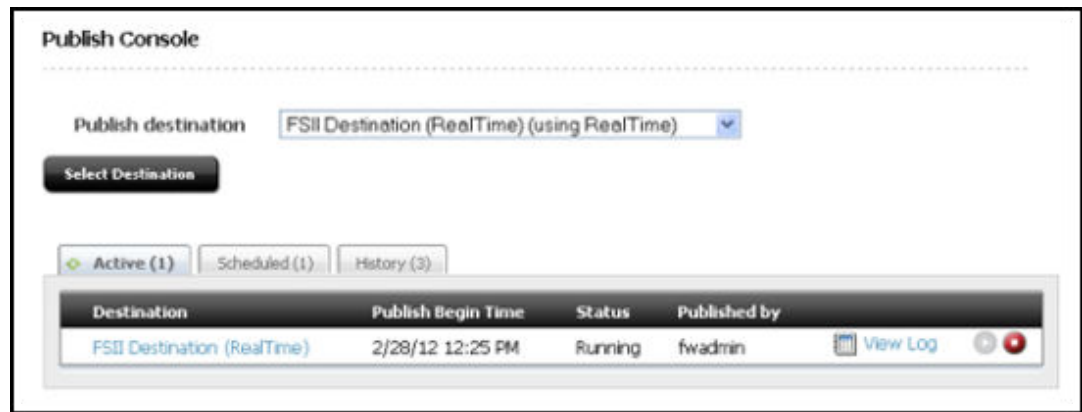 Publish Console
Publish destination FSII Destination (RealTime) (using RealTime)
Select Destination
Active (1) Scheduled (1) History (3)
Destination Publish Begin Time Status Published by
FSII Destination (RealTime) 2/28/12 12:25 PM Running fwadmin View Log